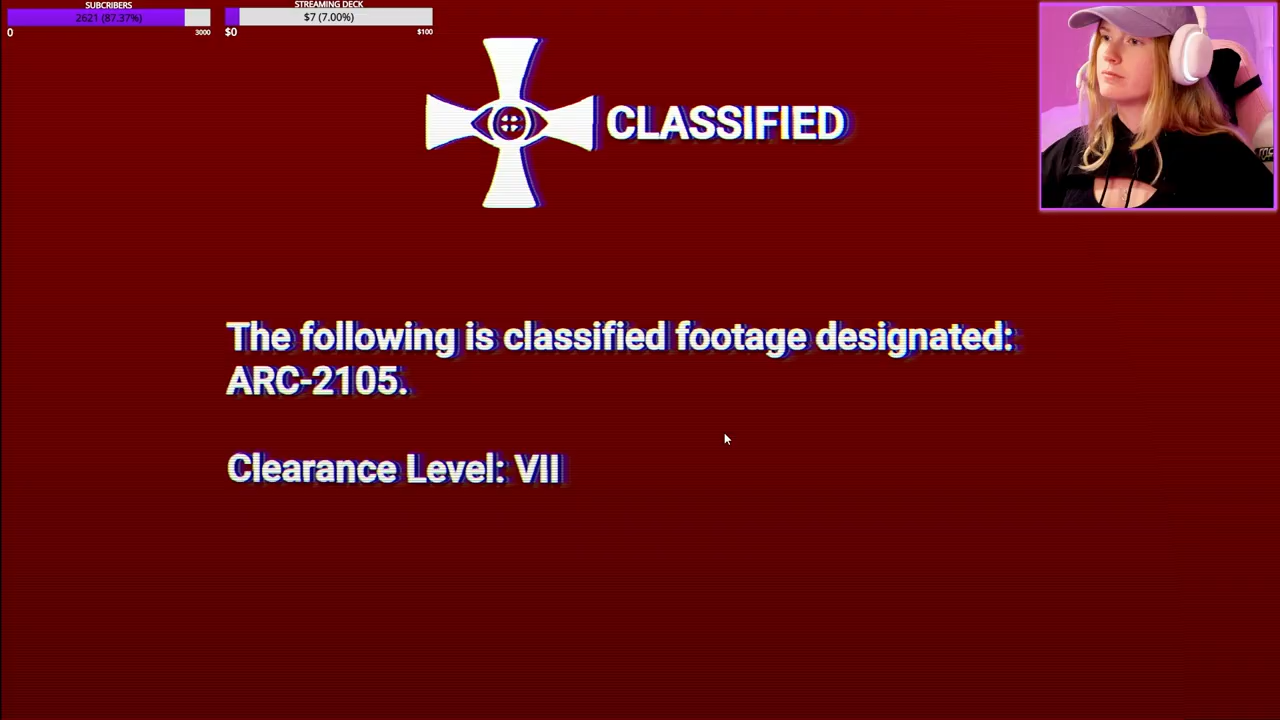 SUBCRIBERS
2621 (87.37%)
0
3000
STREAMING DECK
$7 (7.00%)
$0
$100
CLASSIFIED
The following is classified footage designated:
ARC-2105.
Clearance Level: VII